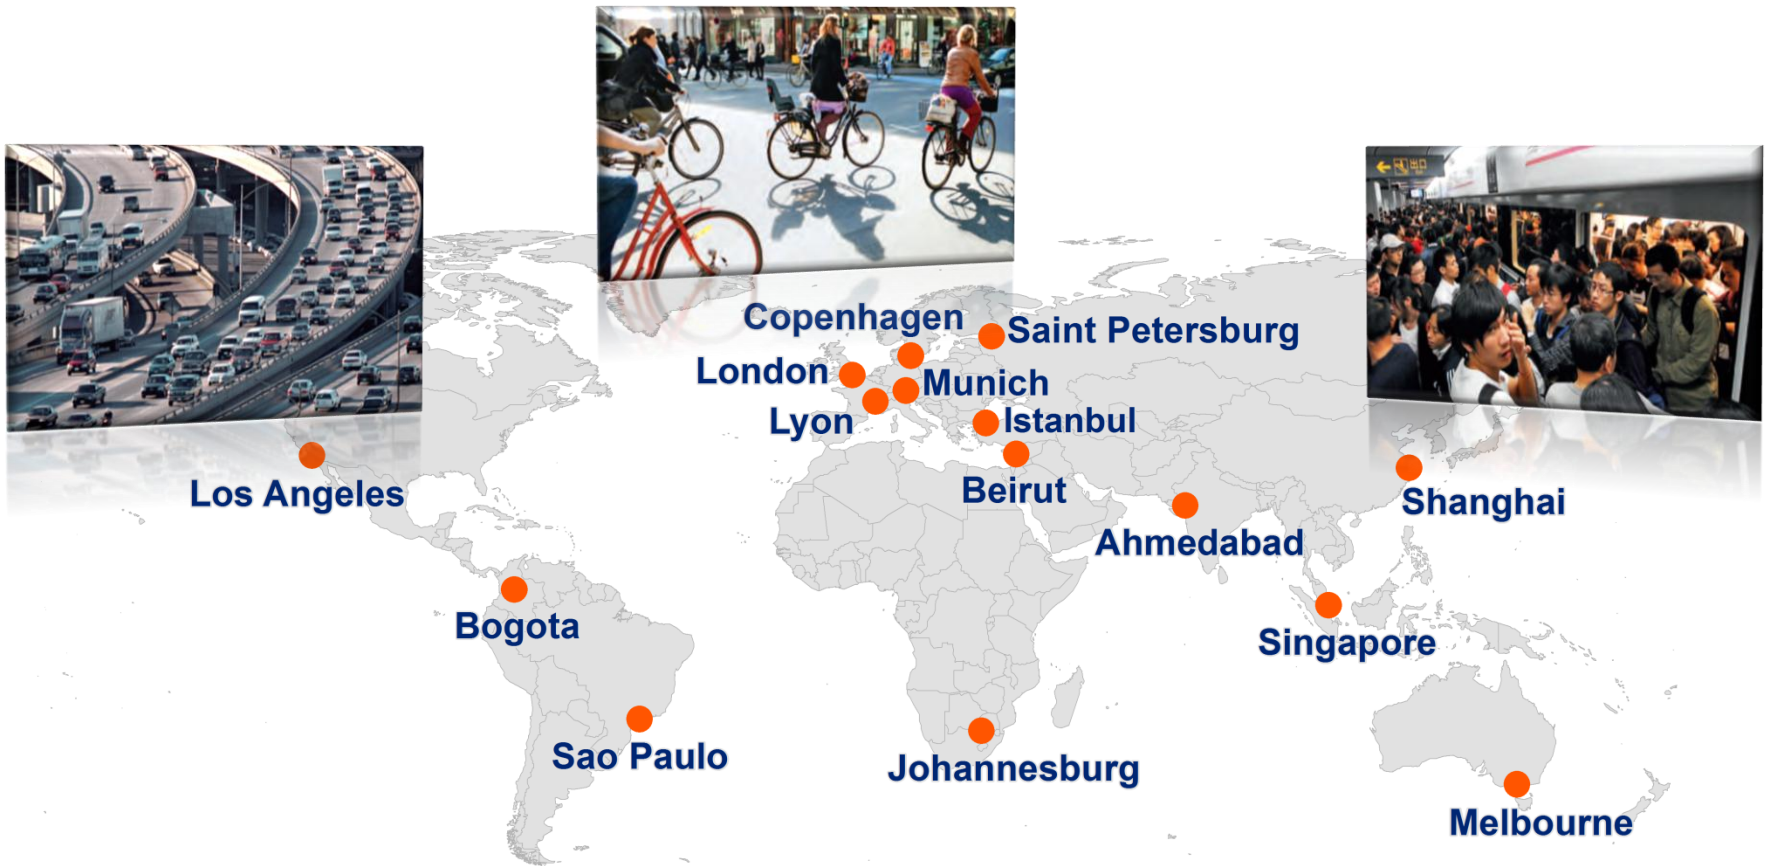 Copenhagen
Saint Petersburg
London
Munich
Lyon
Istanbul
Los Angeles
Beirut
Shanghai
Ahmedabad
Bogota
Singapore
Sao Paulo
Johannesburg
Melbourne